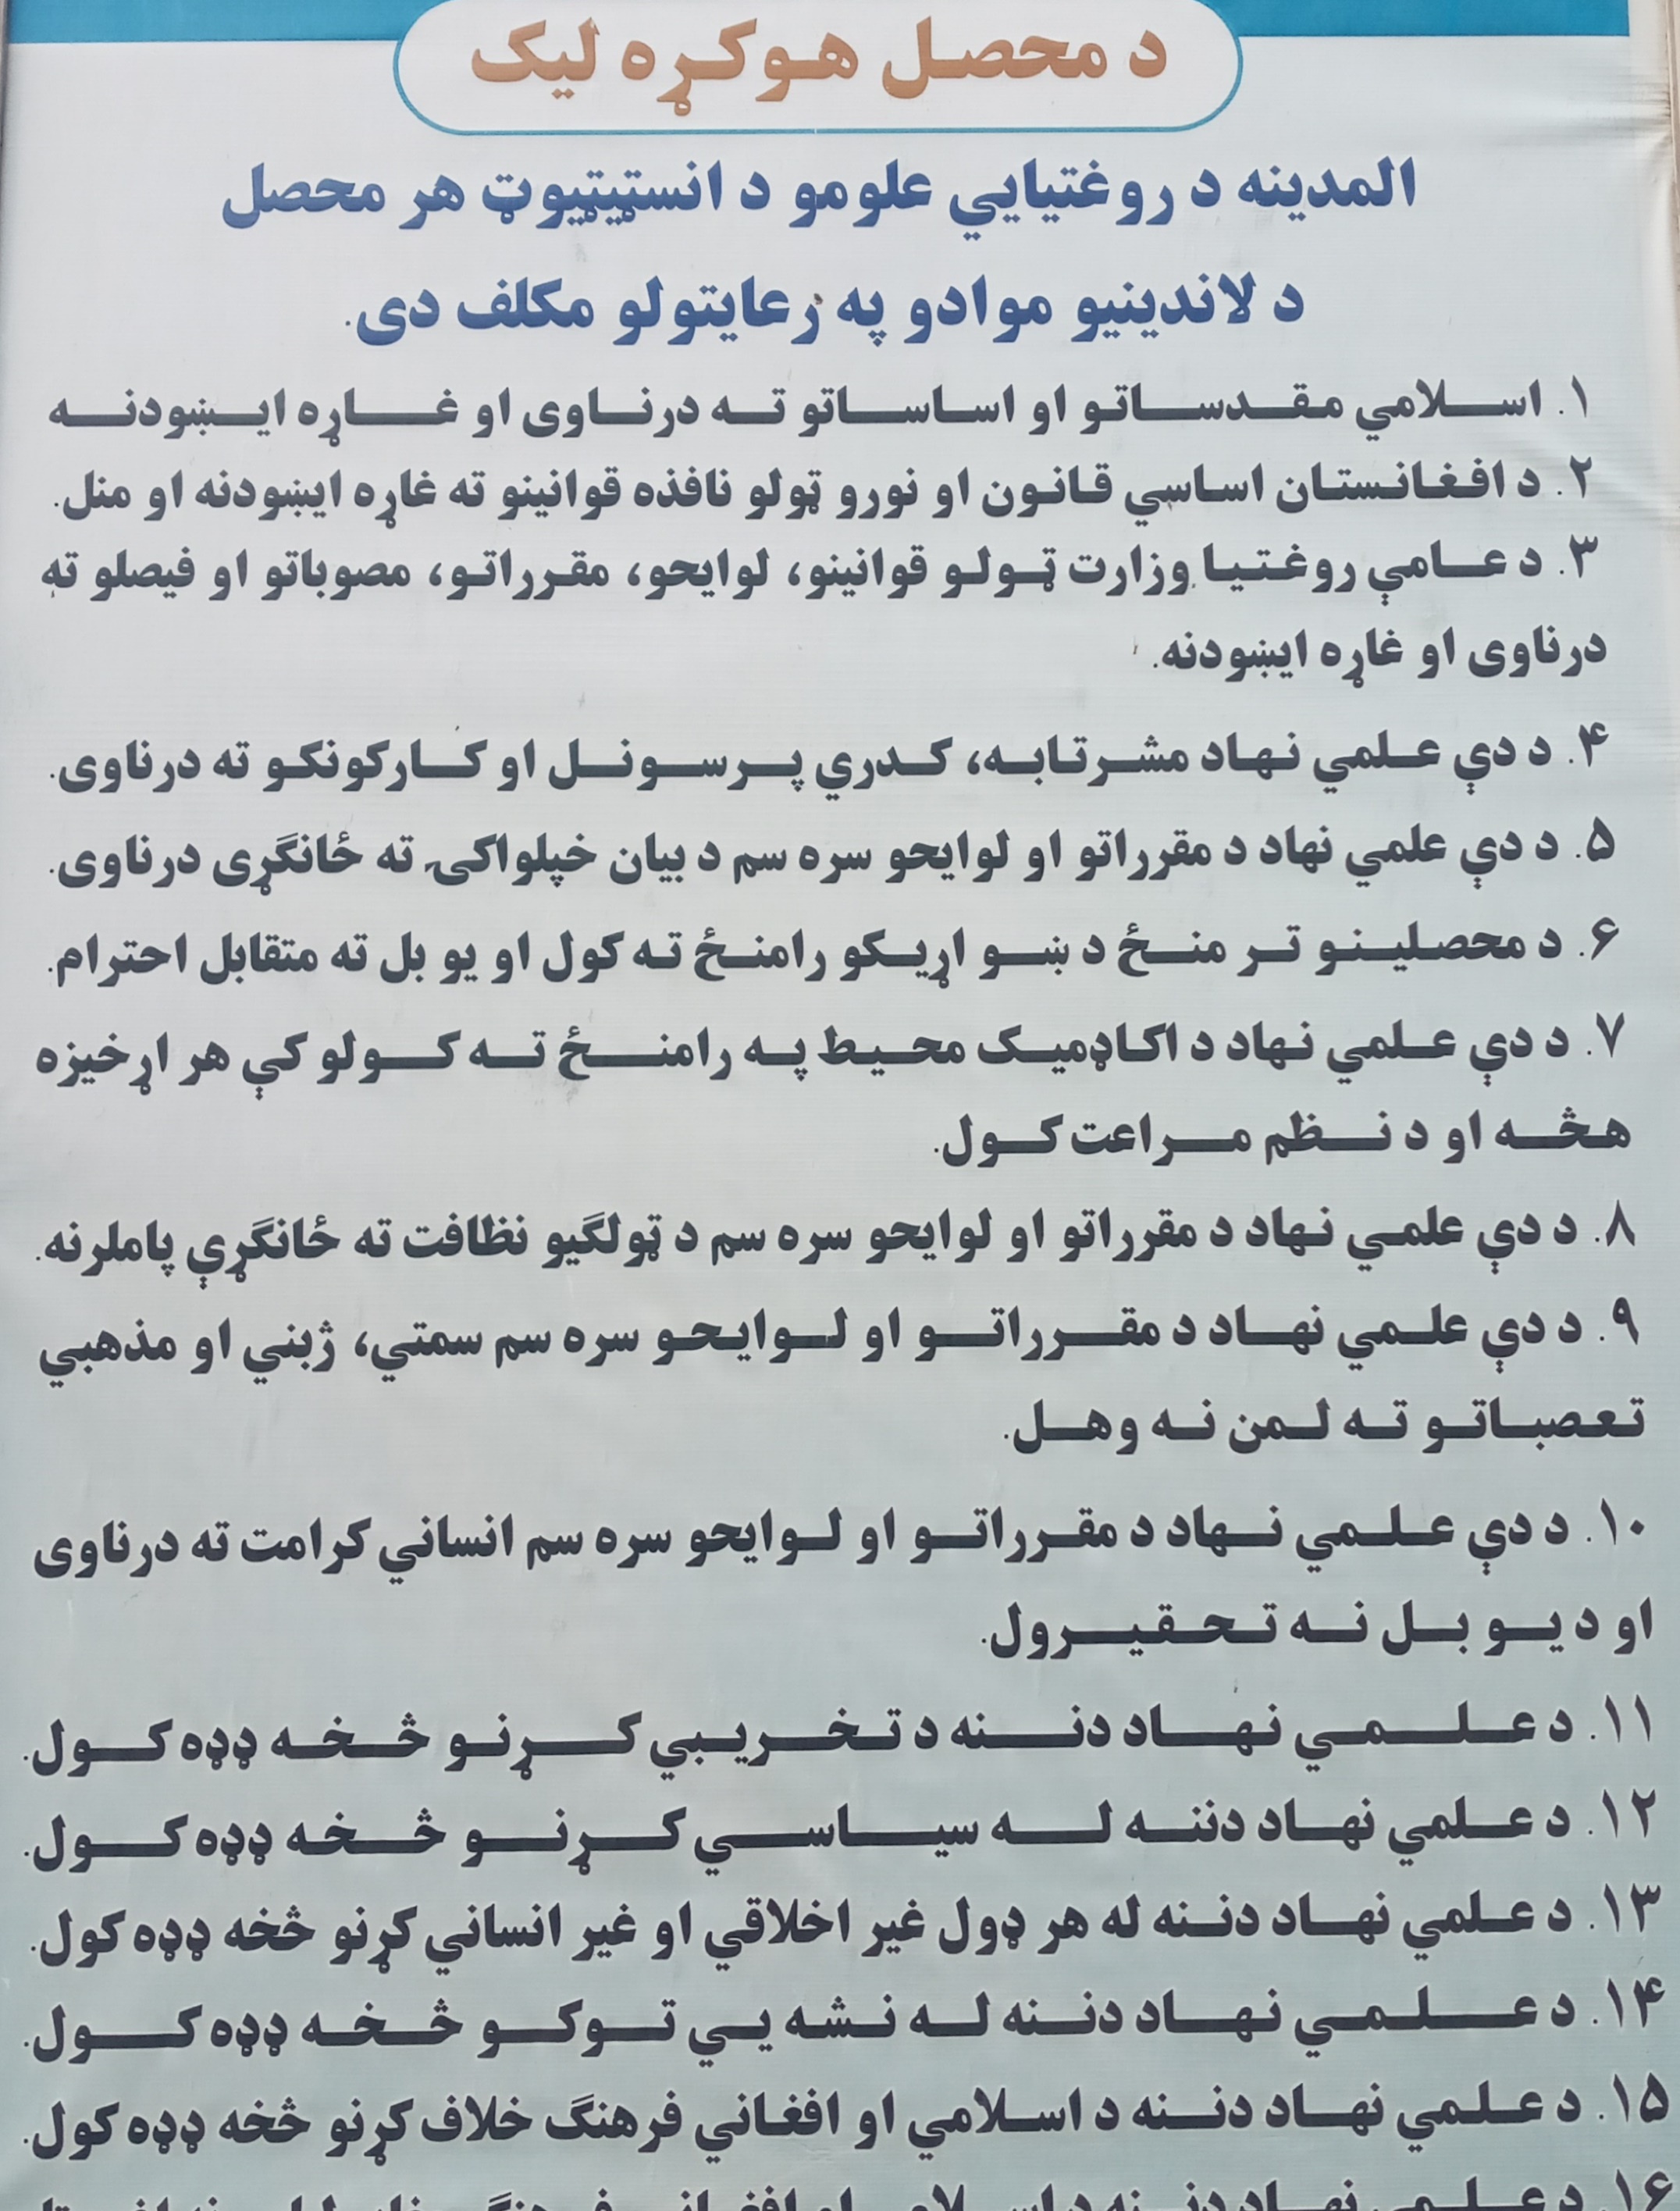 د محصل هوکړه لیک
المدینه د روغتیایي علومو د انسټیټیوټ هر محصل
د لاندینیو موادو په رعایتولو مکلف دی.
۱. اسلامي مقدساتو او اساساتو ته درناوی او غاړه ایښودنه
۲. د افغانستان اساسي قانون او نورو ټولو نافذه قوانینو ته غاړه ایښودنه او منل.
۳. د عامې روغتیا وزارت ټولو قوانینو، لوایحو، مقرراتو، مصوباتو او فیصلو ته
درناوی او غاړه ایښودنه.
۴. د دې علمي نهاد مشرتابه، کدري پرسونل او کارکونکو ته درناوی.
۵. د دې علمي نهاد د مقرراتو او لوایحو سره سم د بیان خپلواکۍ ته ځانګړی درناوی.
۶. د محصلینو تر منځ د ښو اړیکو رامنځ ته کول او یو بل ته متقابل احترام.
۷. د دې علمي نهاد د اکاډمیک محیط په رامنځ ته کولو کې هر اړخیزه
هڅه او د نظم مراعت کول.
۸. د دې علمي نهاد د مقرراتو او لوایحو سره سم د ټولګیو نظافت ته ځانګړې پاملرنه.
۹. د دې علمي نهاد د مقرراتو او لوایحو سره سم سمتي، ژبني او مذهبي
تعصباتو ته لمن نه وهل.
۱۰. د دې علمي نهاد د مقرراتو او لوایحو سره سم انساني کرامت ته درناوی
او د یو بل نه تحقیرول.
۱۱. د علمي نهاد دننه د تخریبي کړنو څخه ډډه کول.
۱۲. د علمي نهاد دننه له سیاسي کړنو څخه ډډه کول.
۱۳. د علمي نهاد دننه له هر ډول غیر اخلاقي او غیر انساني کړنو څخه ډډه کول.
۱۴. د علمي نهاد دننه له نشه یي توکو څخه ډډه کول.
۱۵. د علمي نهاد دننه د اسلامي او افغاني فرهنګ خلاف کړنو څخه ډډه کول.
۱۶. د علمي نهاد دننه د اسلامي او افغاني فرهنګ